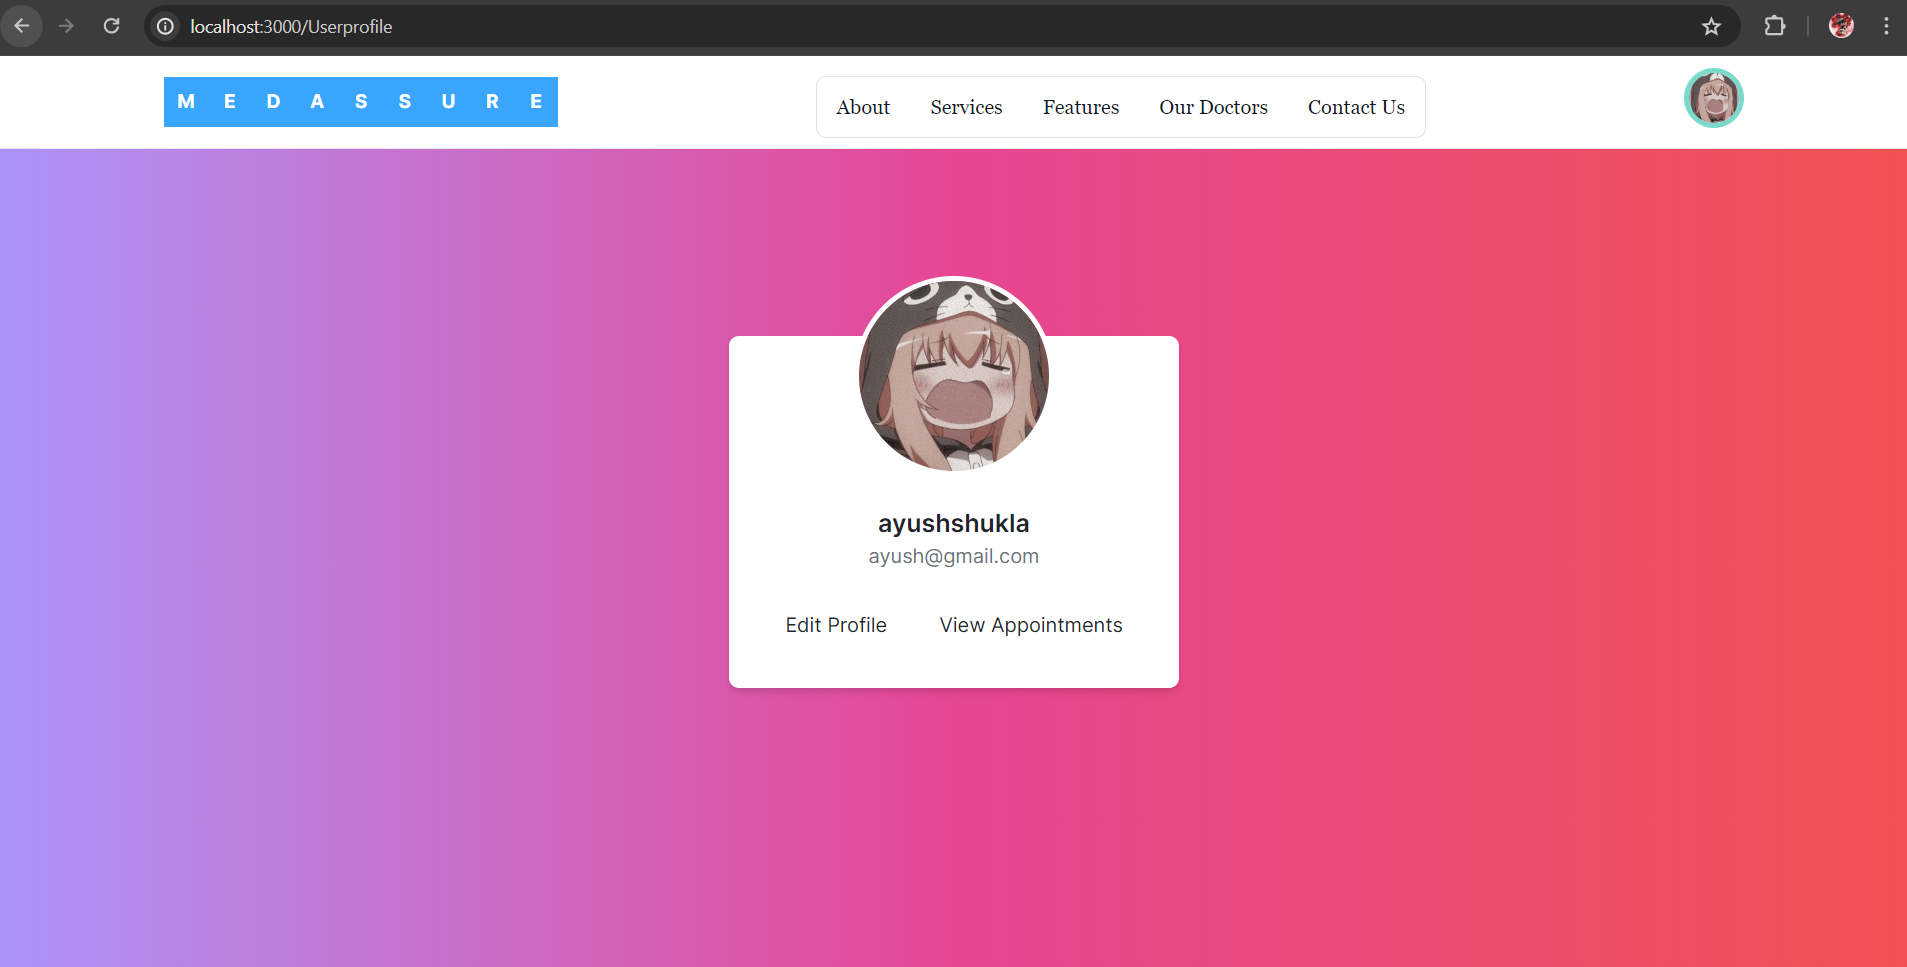 localhost:3000/Userprofile
M E D A S S U R E
About Services Features Our Doctors Contact Us
ayushshukla
ayush@gmail.com
Edit Profile View Appointments